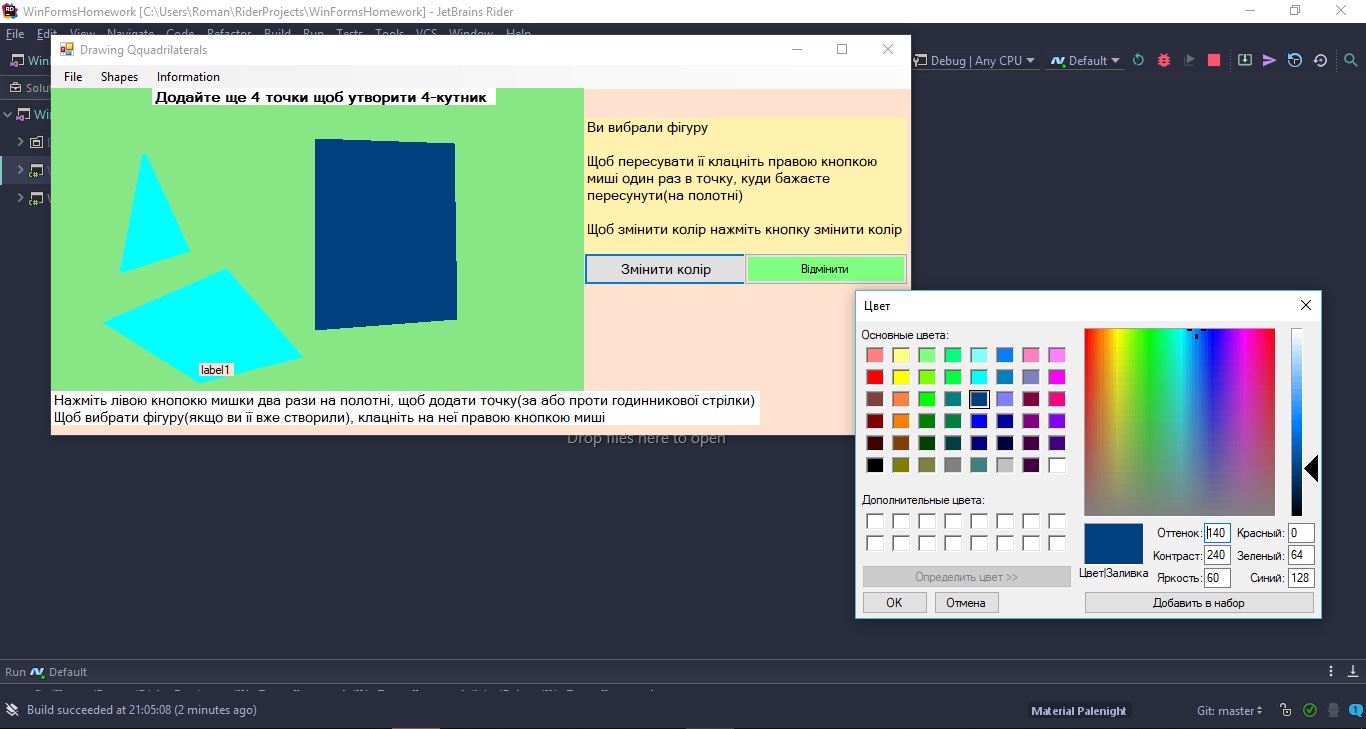 WinFormsHomework [C:\Users\Roman\RiderProjects\WinFormsHomework] - JetBrains Rider
File Edit View Navigate Code Refactor Build Run Tests Tools VCS Window Help
Debug | Any CPU
Default
Drawing Qquadrilaterals
File Shapes Information
Додайте ще 4 точки щоб утворити 4-кутник
Ви вибрали фігуру
Щоб пересувати її клацніть правою кнопкою
миші один раз в точку, куди бажаєте
пересунути(на полотні)
Щоб змінити колір нажміть кнопку змінити колір
Змінити колір
Відмінити
label1
Нажміть лівою кнопокю мишки два рази на полотні, щоб додати точку(за або проти годинникової стрілки)
Щоб вибрати фігуру(якщо ви її вже створили), клацніть на неї правою кнопкою миші
Drop files here to open
Цвет
Основные цвета:
Дополнительные цвета:
Определить цвет >>
OK
Отмена
Цвет|Заливка
Оттенок: 140
Контраст: 240
Яркость: 60
Красный: 0
Зеленый: 64
Синий: 128
Добавить в набор
Run Default
Build succeeded at 21:05:08 (2 minutes ago)
Material Palenight
Git: master
1